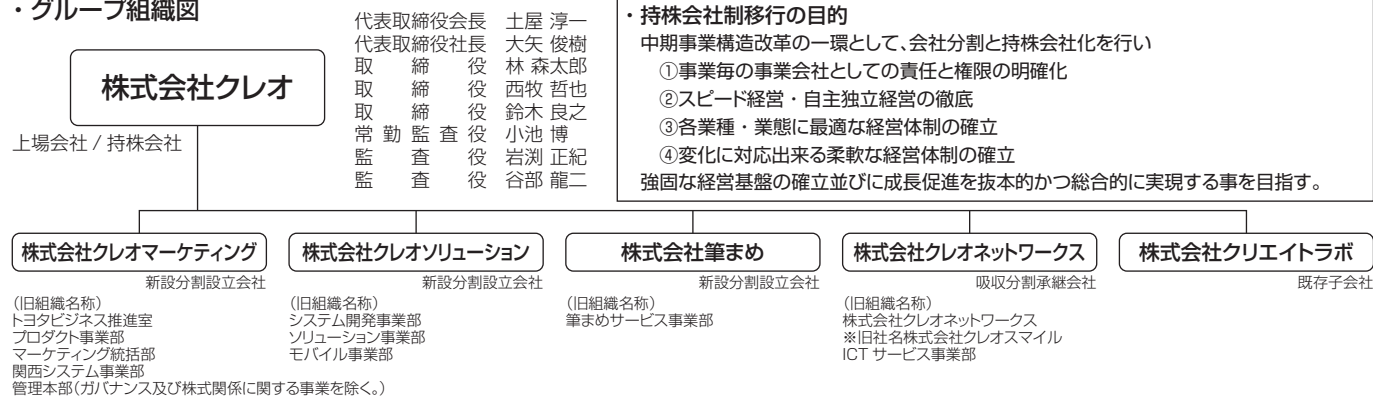 ・グループ組織図
株式会社クレオ
上場会社 / 持株会社
代表取締役会長 土屋 淳一
代表取締役社長 大矢 俊樹
取締役 林 森太郎
取締役 西牧 哲也
取締役 鈴木 良之
常勤監査役 小池 博
監査役 岩渕 正紀
監査役 谷部 龍二
・持株会社制移行の目的
中期事業構造改革の一環として、会社分割と持株会社化を行い
①事業毎の事業会社としての責任と権限の明確化
②スピード経営・自主独立経営の徹底
③各業種・業態に最適な経営体制の確立
④変化に対応出来る柔軟な経営体制の確立
強固な経営基盤の確立並びに成長促進を抜本的かつ総合的に実現する事を目指す。
株式会社クレオマーケティング
新設分割設立会社
(旧組織名称)
トヨタビジネス推進室
プロダクト事業部
マーケティング統括部
関西システム事業部
管理本部(ガバナンス及び株式関係に関する事業を除く。)
株式会社クレオソリューション
新設分割設立会社
(旧組織名称)
システム開発事業部
ソリューション事業部
モバイル事業部
株式会社筆まめ
新設分割設立会社
(旧組織名称)
筆まめサービス事業部
株式会社クレオネットワークス
吸収分割承継会社
(旧組織名称)
株式会社クレオネットワークス
※旧社名株式会社クレオスマイル
ICT サービス事業部
株式会社クリエイトラボ
既存子会社